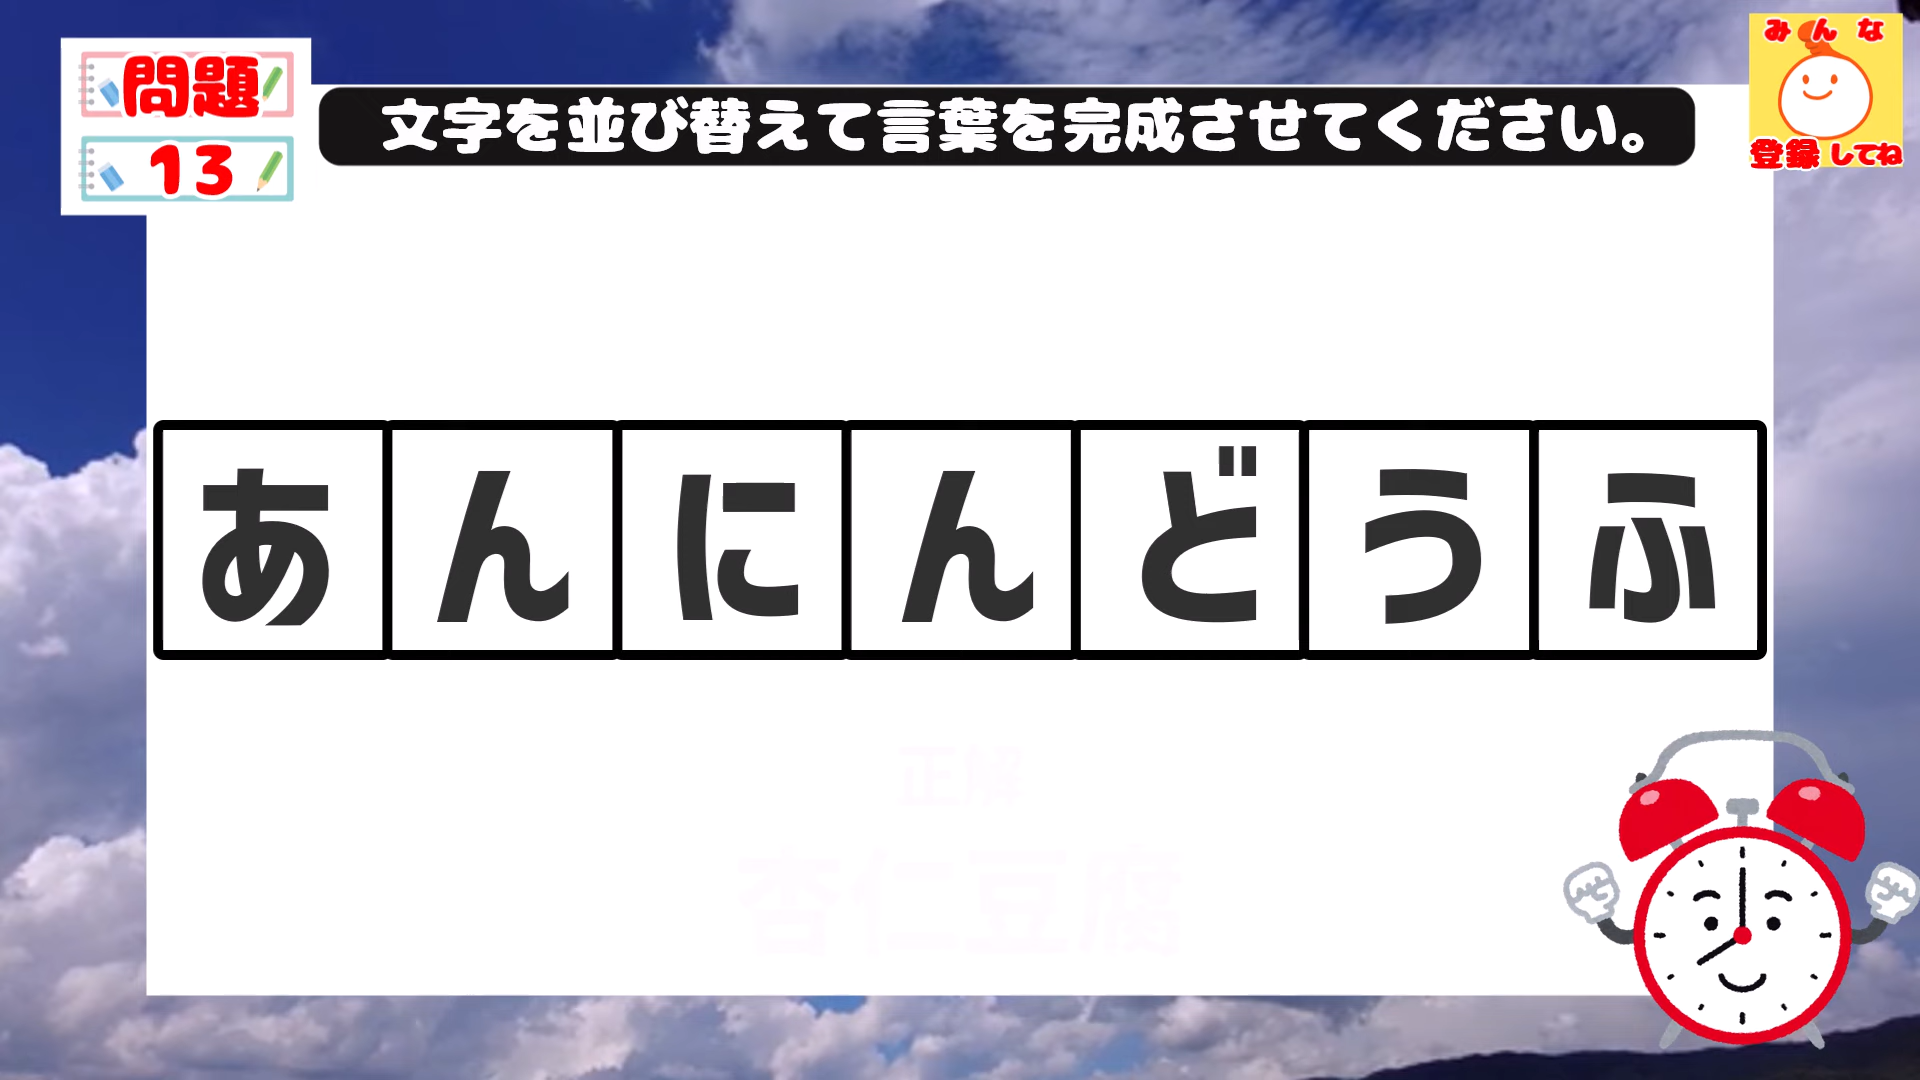 問題
13
文字を並び替えて言葉を完成させてください。
みんな
登録してね
あんにんどうふ
正解
杏仁豆腐